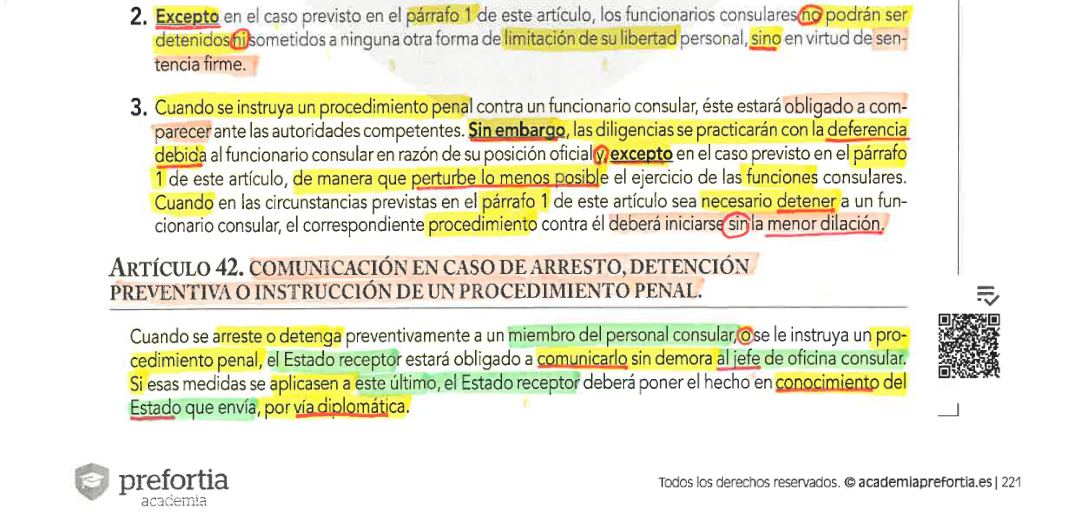 2. Excepto en el caso previsto en el párrafo 1 de este artículo, los funcionarios consulares no podrán ser
detenidos ni sometidos a ninguna otra forma de limitación de su libertad personal, sino en virtud de sen-
tencia firme.
3. Cuando se instruya un procedimiento penal contra un funcionario consular, éste estará obligado a com-
parecer ante las autoridades competentes. Sin embargo, las diligencias se practicarán con la deferencia
debida al funcionario consular en razón de su posición oficial y, excepto en el caso previsto en el párrafo
1 de este artículo, de manera que perturbe lo menos posible el ejercicio de las funciones consulares.
Cuando en las circunstancias previstas en el párrafo 1 de este artículo sea necesario detener a un fun-
cionario consular, el correspondiente procedimiento contra él deberá iniciarse sin la menor dilación.
ARTÍCULO 42. COMUNICACIÓN EN CASO DE ARRESTO, DETENCIÓN
PREVENTIVA O INSTRUCCIÓN DE UN PROCEDIMIENTO PENAL.
Cuando se arreste o detenga preventivamente a un miembro del personal consular, o se le instruya un pro-
cedimiento penal, el Estado receptor estará obligado a comunicarlo sin demora al jefe de oficina consular.
Si esas medidas se aplicasen a este último, el Estado receptor deberá poner el hecho en conocimiento del
Estado que envía, por vía diplomática.
prefortia
academia
Todos los derechos reservados. © academiaprefortia.es | 221